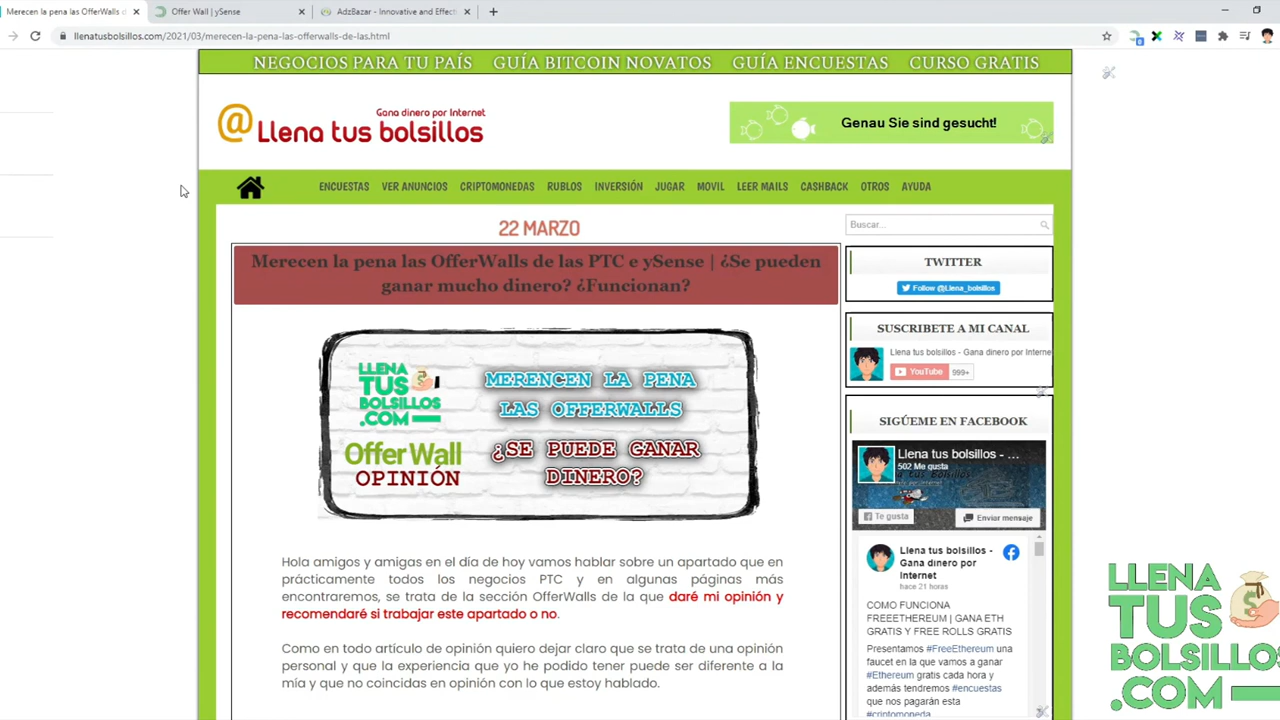 Merecen la pena las OfferWalls de
Offer Wall | ySense
AdzBazar - Innovative and Effecti
llenatusbolsillos.com/2021/03/merecen-la-pena-las-offerwalls-de-las.html
NEGOCIOS PARA TU PAÍS GUÍA BITCOIN NOVATOS GUÍA ENCUESTAS CURSO GRATIS
Gana dinero por Internet
@Llena tus bolsillos
Genau Sie sind gesucht!
ENCUESTAS VER ANUNCIOS CRIPTOMONEDAS RUBLOS INVERSIÓN JUGAR MOVIL LEER MAILS CASHBACK OTROS AYUDA
22 MARZO
Merecen la pena las OfferWalls de las PTC e ySense | ¿Se pueden
ganar mucho dinero? ¿Funcionan?
LLENA
TUS
BOLSILLOS
.COM
OfferWall
OPINIÓN
MERENCEN LA PENA
LAS OFFERWALLS
¿SE PUEDE GANAR
DINERO?
Hola amigos y amigas en el día de hoy vamos hablar sobre un apartado que en
prácticamente todos los negocios PTC y en algunas páginas más
encontraremos, se trata de la sección OfferWalls de la que daré mi opinión y
recomendaré si trabajar este apartado o no.
Como en todo artículo de opinión quiero dejar claro que se trata de una opinión
personal y que la experiencia que yo he podido tener puede ser diferente a la
mía y que no coincidas en opinión con lo que estoy hablado.
Buscar...
TWITTER
Follow @Llena_bolsillos
SUSCRIBETE A MI CANAL
Llena tus bolsillos - Gana dinero por Interne
YouTube 999+
SIGÚEME EN FACEBOOK
Llena tus bolsillos - ...
502 Me gusta
Te gusta
Enviar mensaje
Llena tus bolsillos -
Gana dinero por
Internet
hace 21 horas
COMO FUNCIONA
FREEETHEREUM | GANA ETH
GRATIS Y FREE ROLLS GRATIS
Presentamos #FreeEthereum una
faucet en la que vamos a ganar
#Ethereum gratis cada hora y
además tendremos #encuestas
que nos pagarán esta
#criptomoneda
LLENA
TUS
BOLSILLOS
.COM